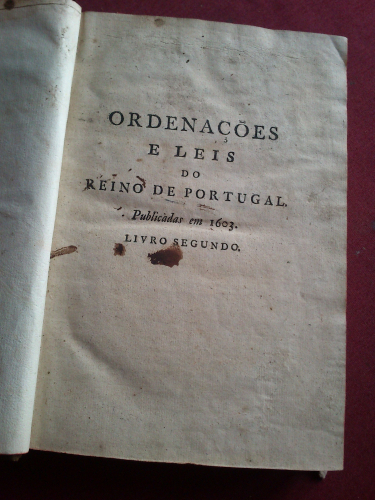 ORDENAÇÕES
E LEIS
DO
REINO DE PORTUGAL.
Publicadas em 1603.
LIVRO SEGUNDO.